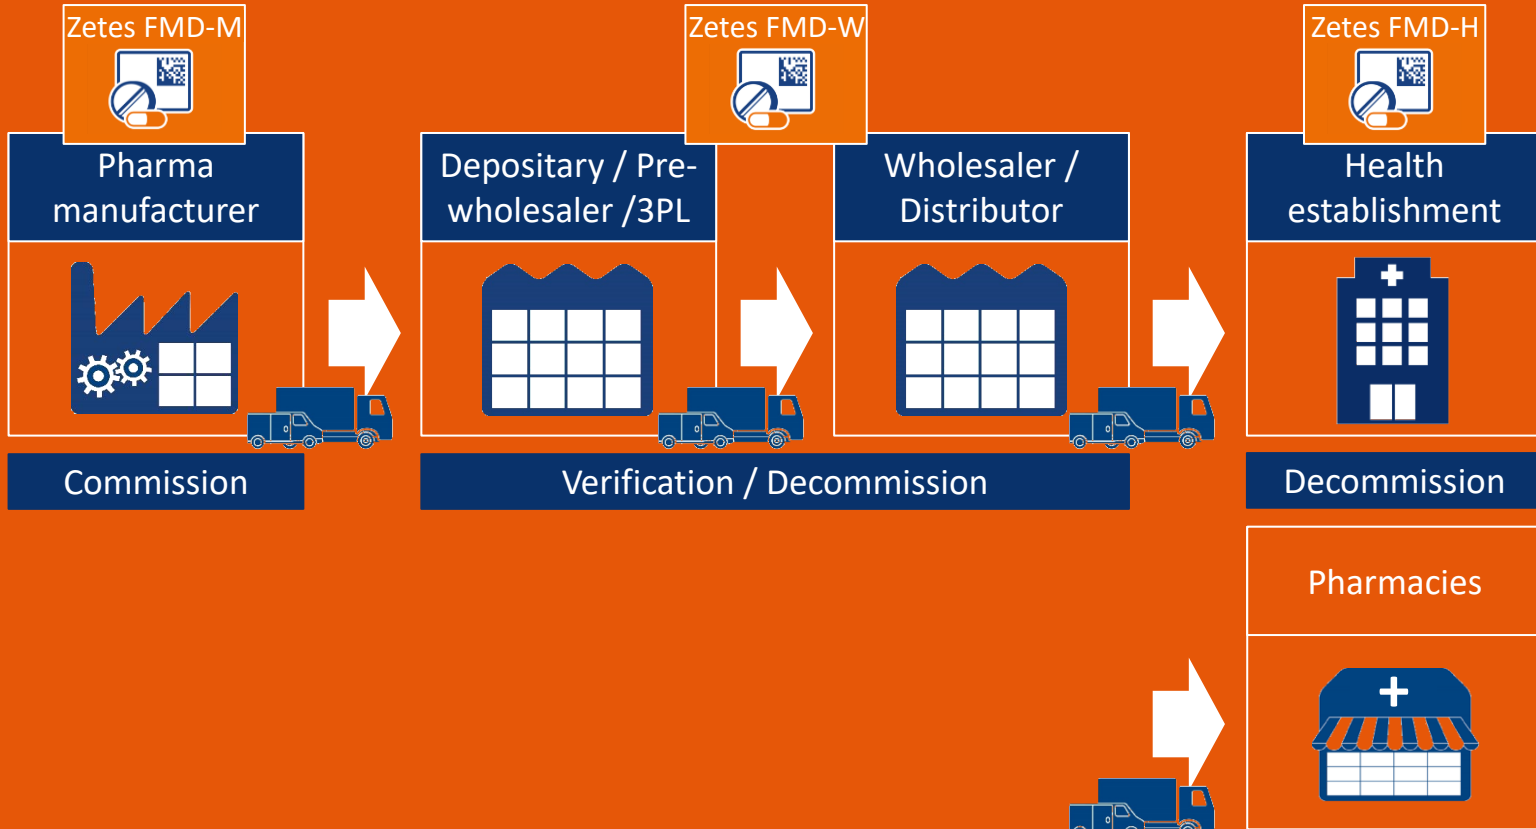 Zetes FMD-M
Zetes FMD-W
Zetes FMD-H
Pharma
manufacturer
Depositary / Pre-
wholesaler /3PL
Wholesaler /
Distributor
Health
establishment
Commission
Verification / Decommission
Decommission
Pharmacies